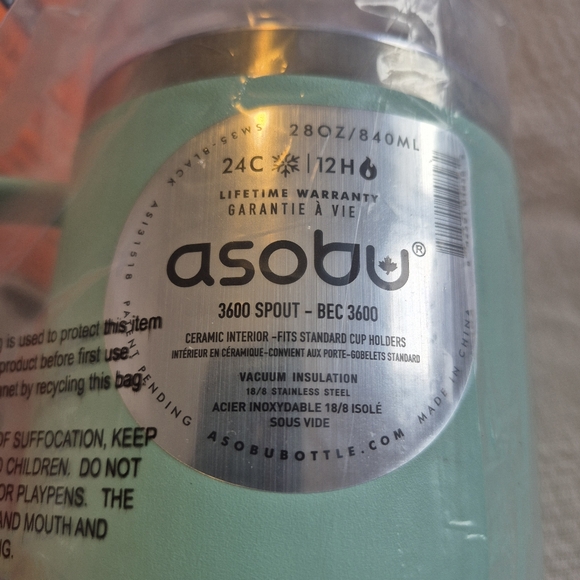 28OZ/840ML
SM35-BLACK
24C | 12H
LIFETIME WARRANTY
GARANTIE À VIE
asobu®
3600 SPOUT – BEC 3600
CERAMIC INTERIOR –FITS STANDARD CUP HOLDERS
INTÉRIEUR EN CÉRAMIQUE–CONVIENT AUX PORTE-GOBELETS STANDARD
VACUUM INSULATION
18/8 STAINLESS STEEL
ACIER INOXYDABLE 18/8 ISOLÉ
SOUS VIDE
PATENT PENDING
ASOBUBOTTLE.COM
MADE IN CHINA
is used to protect this item
product before first use.
by recycling this bag.
OF SUFFOCATION, KEEP
CHILDREN. DO NOT
OR PLAYPENS. THE
AND MOUTH AND